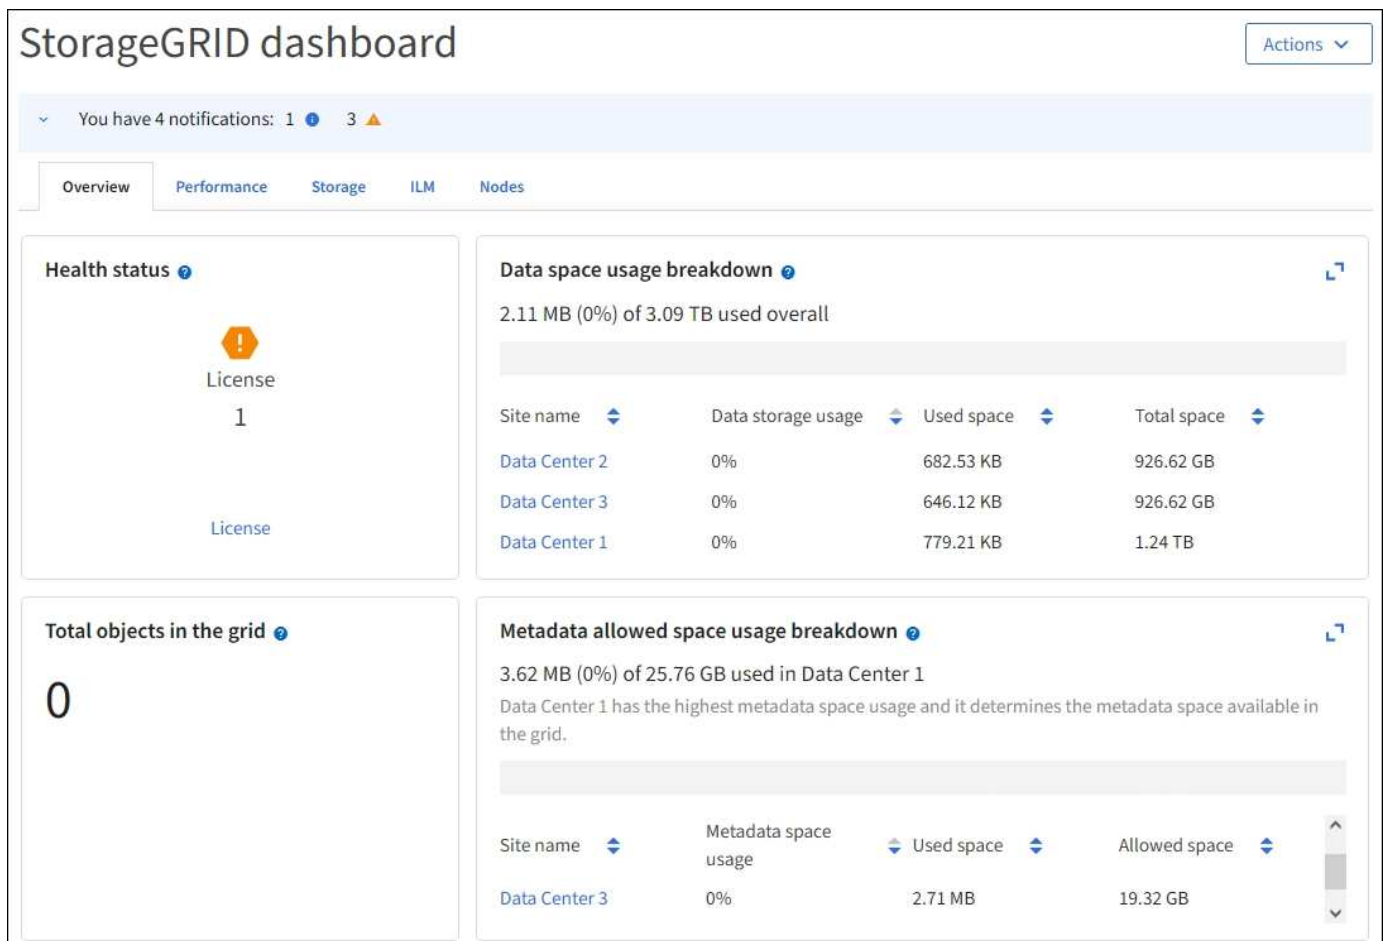 StorageGRID dashboard
Actions
You have 4 notifications: 1 3
Overview Performance Storage ILM Nodes
Health status
License
1
License
Data space usage breakdown
2.11 MB (0%) of 3.09 TB used overall
Site name Data storage usage Used space Total space
Data Center 2 0% 682.53 KB 926.62 GB
Data Center 3 0% 646.12 KB 926.62 GB
Data Center 1 0% 779.21 KB 1.24 TB
Total objects in the grid
0
Metadata allowed space usage breakdown
3.62 MB (0%) of 25.76 GB used in Data Center 1
Data Center 1 has the highest metadata space usage and it determines the metadata space available in
the grid.
Site name Metadata space usage Used space Allowed space
Data Center 3 0% 2.71 MB 19.32 GB